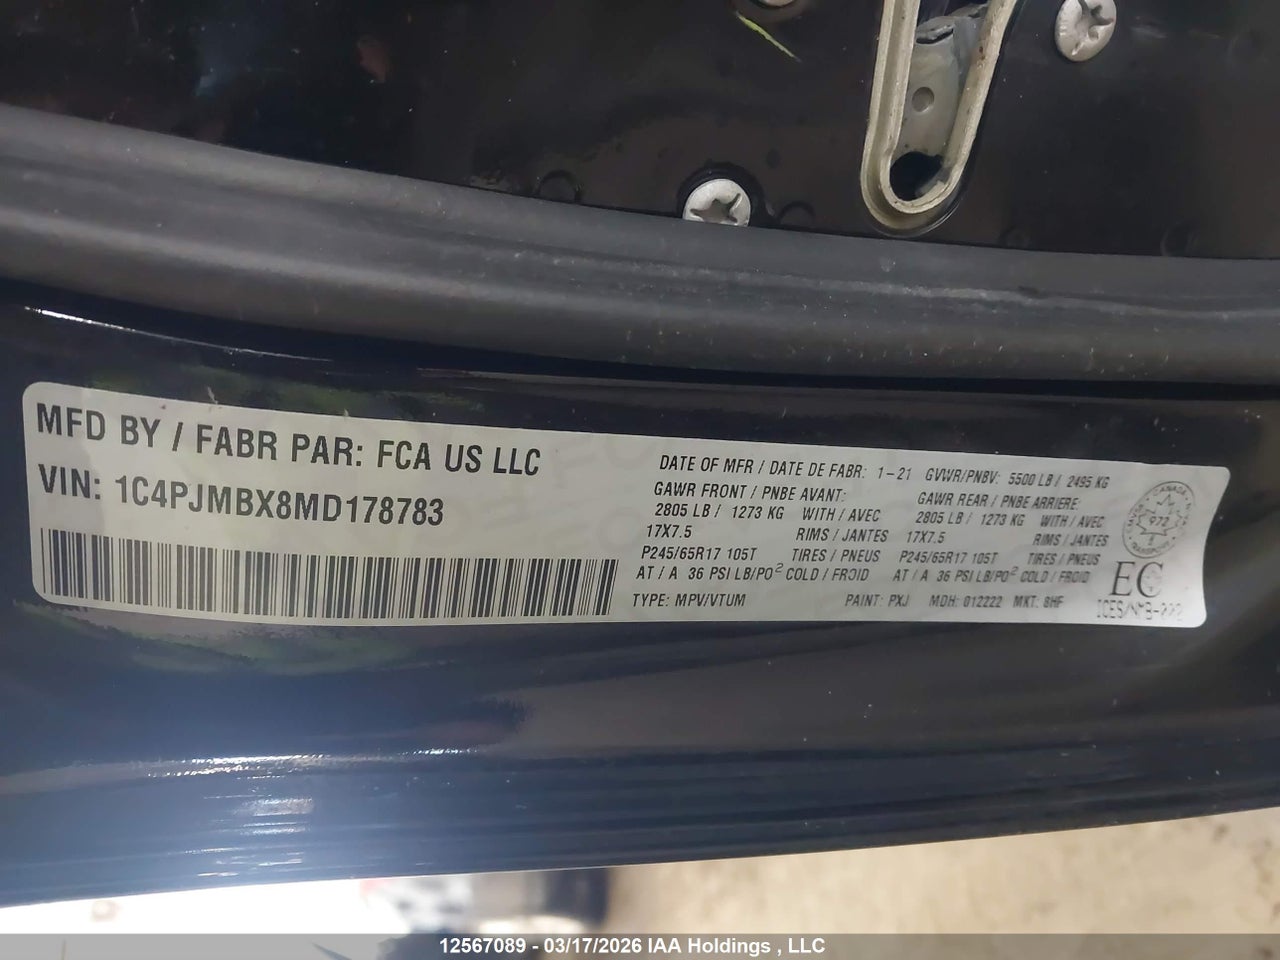 MFD BY / FABR PAR: FCA US LLC
VIN: 1C4PJMBX8MD178783
DATE OF MFR / DATE DE FABR: 1-21 GVWR/PNBV: 5500 LB / 2495 KG
GAWR FRONT / PNBE AVANT: GAWR REAR / PNBE ARRIERE:
2805 LB / 1273 KG WITH / AVEC 2805 LB / 1273 KG WITH / AVEC
17X7.5 RIMS / JANTES 17X7.5 RIMS / JANTES
P245/65R17 105T TIRES / PNEUS P245/65R17 105T TIRES / PNEUS
AT / A 36 PSI LB/PO² COLD / FROID AT / A 36 PSI LB/PO² COLD / FROID
TYPE: MPV/VTUM PAINT: PXJ MDH: 012222 MKT: 8HF
CANADA
972
EC
12567089 - 03/17/2026 IAA Holdings , LLC